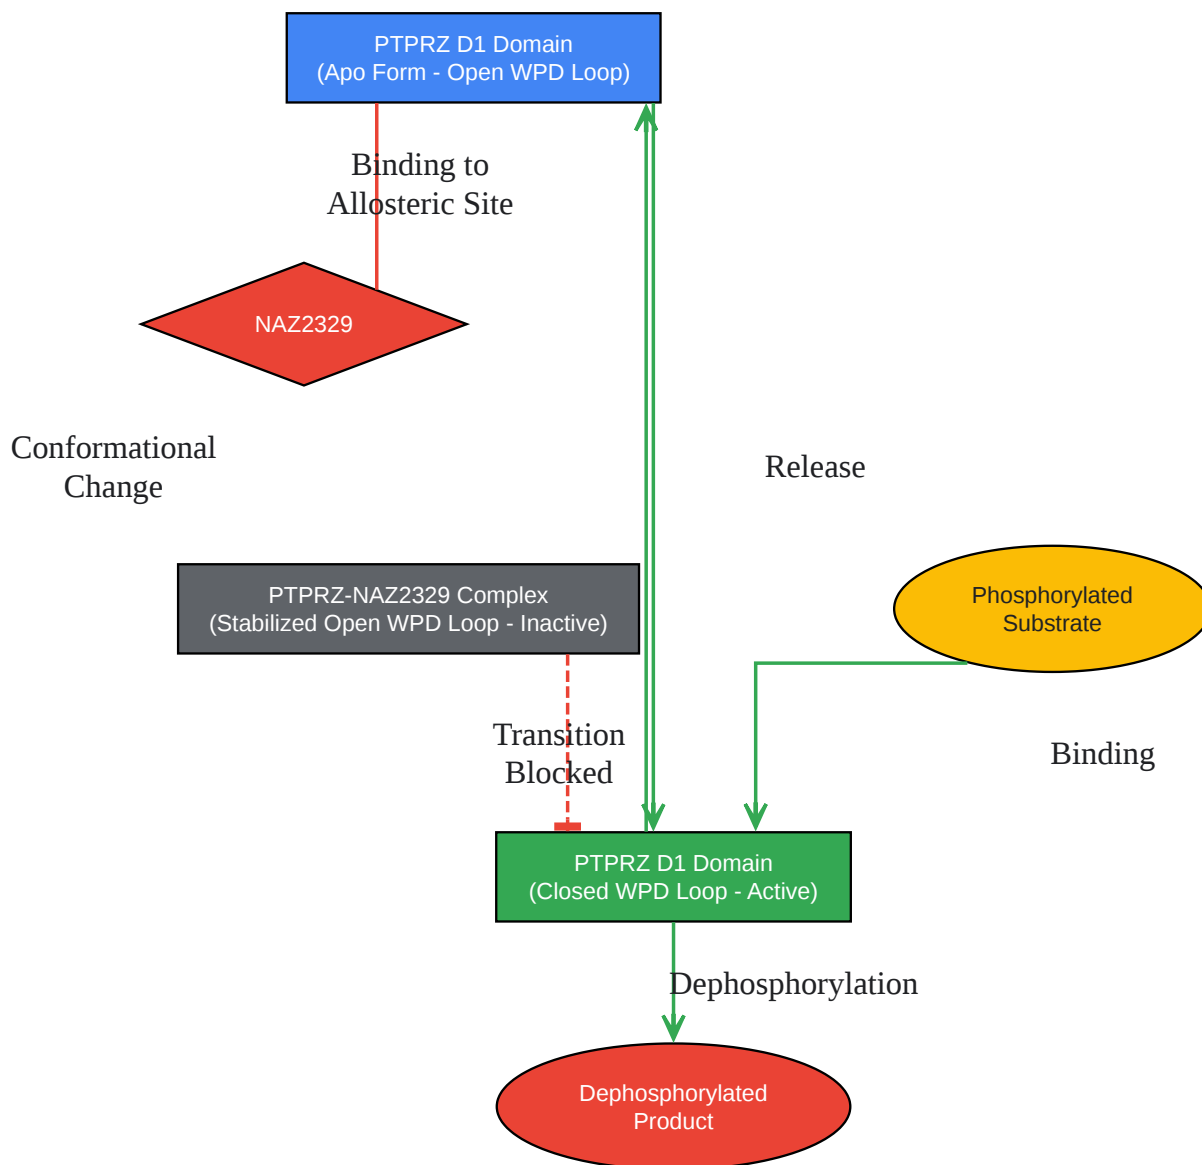 PTPRZ D1 Domain
(Apo Form - Open WPD Loop)
Binding to
Allosteric Site
NAZ2329
Conformational
Change
Release
PTPRZ-NAZ2329 Complex
(Stabilized Open WPD Loop - Inactive)
Phosphorylated
Substrate
Transition
Blocked
Binding
PTPRZ D1 Domain
(Closed WPD Loop - Active)
Dephosphorylation
Dephosphorylated
Product